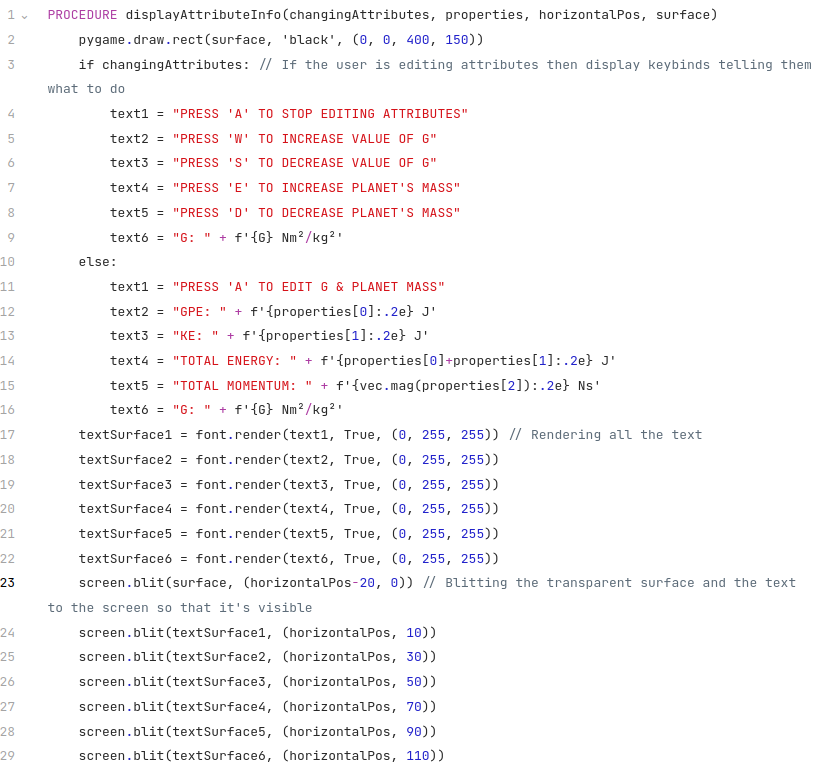 1 PROCEDURE displayAttributeInfo(changingAttributes, properties, horizontalPos, surface)
2 pygame.draw.rect(surface, 'black', (0, 0, 400, 150))
3 if changingAttributes: // If the user is editing attributes then display keybinds telling them
what to do
4 text1 = "PRESS 'A' TO STOP EDITING ATTRIBUTES"
5 text2 = "PRESS 'W' TO INCREASE VALUE OF G"
6 text3 = "PRESS 'S' TO DECREASE VALUE OF G"
7 text4 = "PRESS 'E' TO INCREASE PLANET'S MASS"
8 text5 = "PRESS 'D' TO DECREASE PLANET'S MASS"
9 text6 = "G: " + f'{G} Nm²/kg²'
10 else:
11 text1 = "PRESS 'A' TO EDIT G & PLANET MASS"
12 text2 = "GPE: " + f'{properties[0]:.2e} J'
13 text3 = "KE: " + f'{properties[1]:.2e} J'
14 text4 = "TOTAL ENERGY: " + f'{properties[0]+properties[1]:.2e} J'
15 text5 = "TOTAL MOMENTUM: " + f'{vec.mag(properties[2]):.2e} Ns'
16 text6 = "G: " + f'{G} Nm²/kg²'
17 textSurface1 = font.render(text1, True, (0, 255, 255)) // Rendering all the text
18 textSurface2 = font.render(text2, True, (0, 255, 255))
19 textSurface3 = font.render(text3, True, (0, 255, 255))
20 textSurface4 = font.render(text4, True, (0, 255, 255))
21 textSurface5 = font.render(text5, True, (0, 255, 255))
22 textSurface6 = font.render(text6, True, (0, 255, 255))
23 screen.blit(surface, (horizontalPos-20, 0)) // Blitting the transparent surface and the text
to the screen so that it's visible
24 screen.blit(textSurface1, (horizontalPos, 10))
25 screen.blit(textSurface2, (horizontalPos, 30))
26 screen.blit(textSurface3, (horizontalPos, 50))
27 screen.blit(textSurface4, (horizontalPos, 70))
28 screen.blit(textSurface5, (horizontalPos, 90))
29 screen.blit(textSurface6, (horizontalPos, 110))